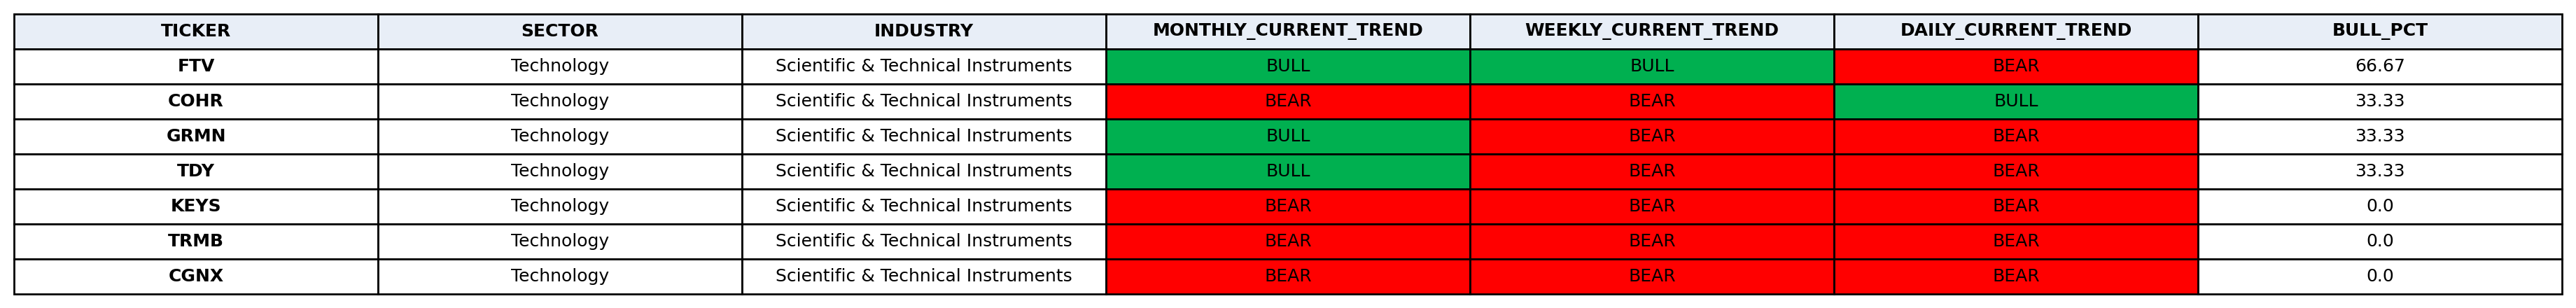 TICKER SECTOR INDUSTRY MONTHLY_CURRENT_TREND WEEKLY_CURRENT_TREND DAILY_CURRENT_TREND BULL_PCT
FTV Technology Scientific & Technical Instruments BULL BULL BEAR 66.67
COHR Technology Scientific & Technical Instruments BEAR BEAR BULL 33.33
GRMN Technology Scientific & Technical Instruments BULL BEAR BEAR 33.33
TDY Technology Scientific & Technical Instruments BULL BEAR BEAR 33.33
KEYS Technology Scientific & Technical Instruments BEAR BEAR BEAR 0.0
TRMB Technology Scientific & Technical Instruments BEAR BEAR BEAR 0.0
CGNX Technology Scientific & Technical Instruments BEAR BEAR BEAR 0.0